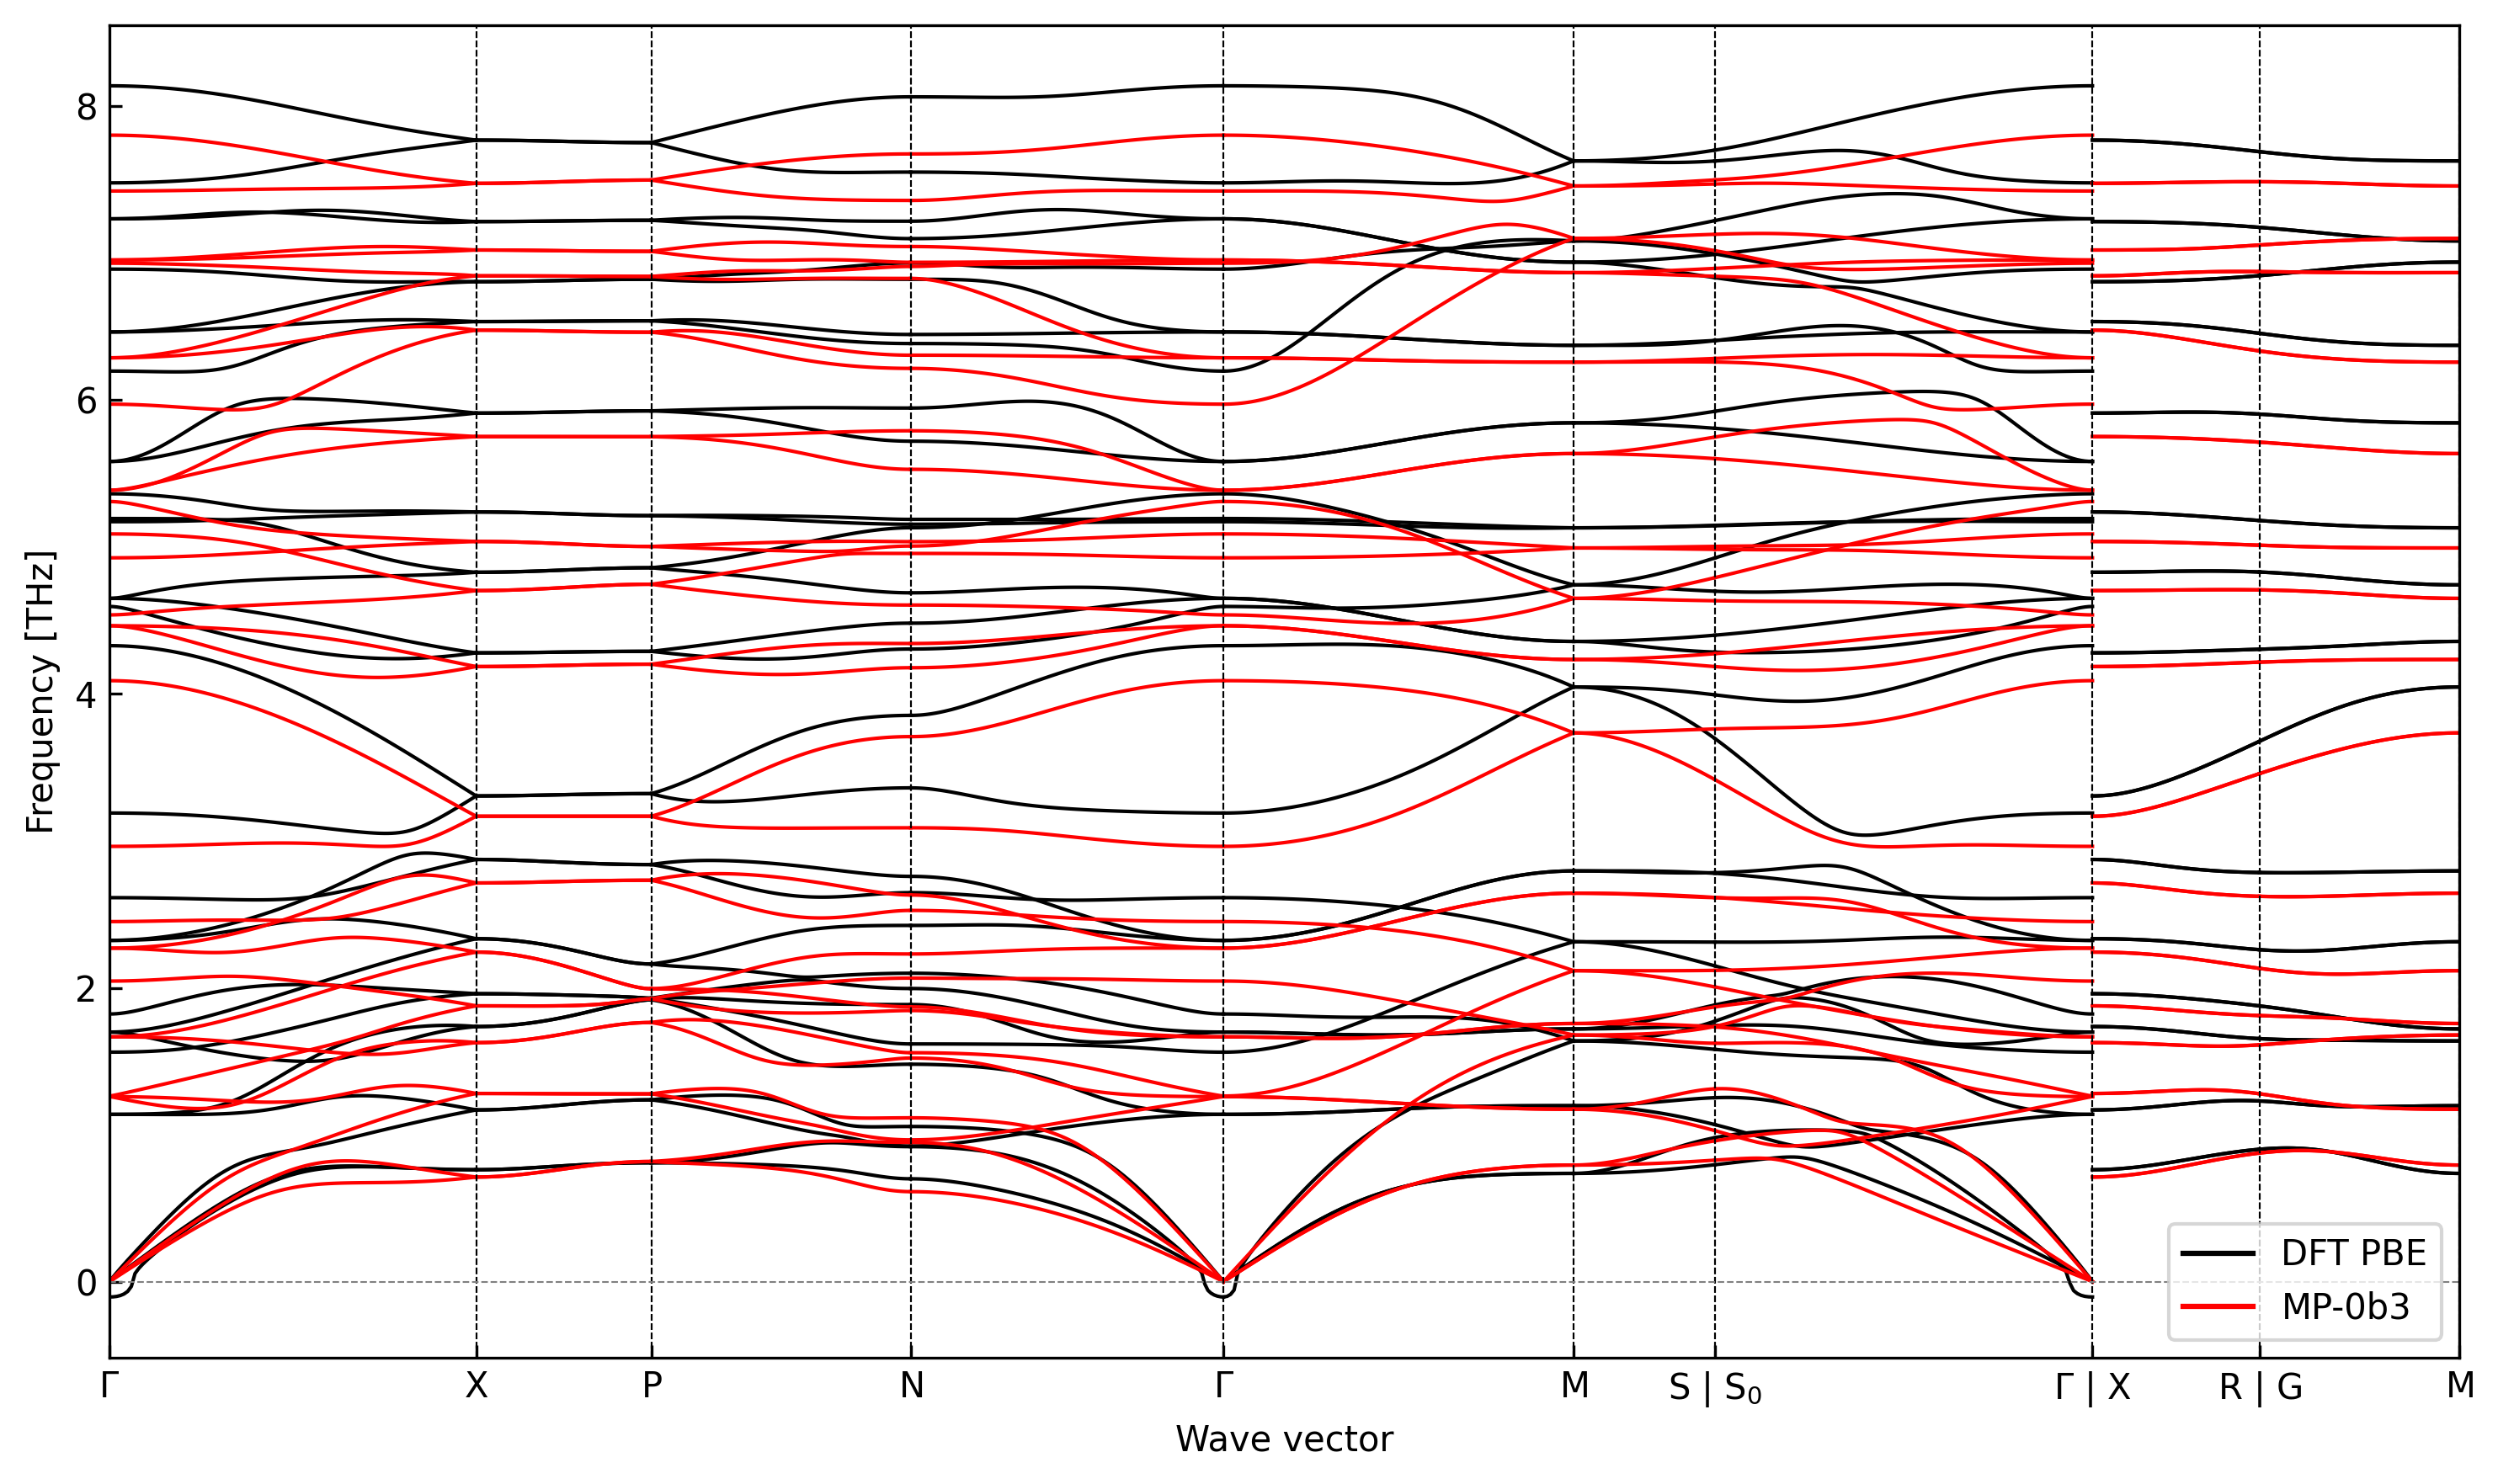 Frequency [THz]
8
6
4
2
0
DFT PBE
MP-0b3
Γ X P N Γ M S | S₀ Γ | X R | G M
Wave vector